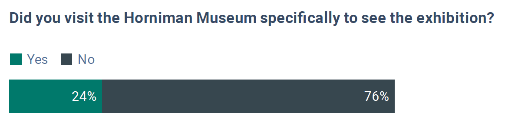 Did you visit the Horniman Museum specifically to see the exhibition?
Yes No
24% 76%